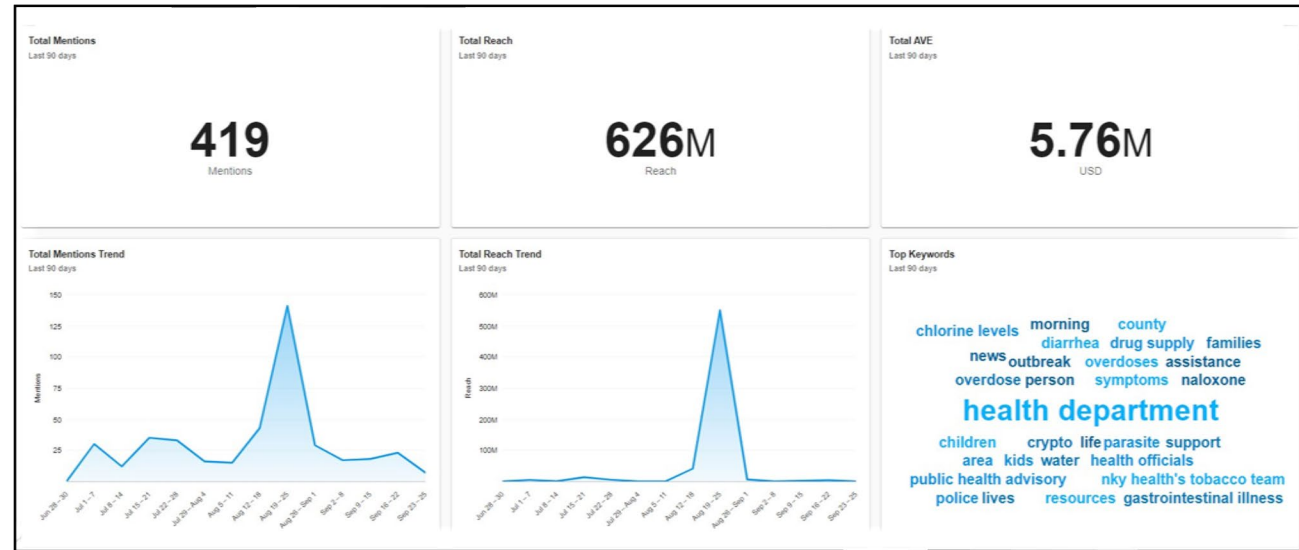 Total Mentions
Last 90 days
419
Mentions
Total Reach
Last 90 days
626M
Reach
Total AVE
Last 90 days
5.76M
USD
Total Mentions Trend
Last 90 days
150
125
100
75
50
25
Mentions
Jun 28 – 30
Jul 1 – 7
Jul 8 – 14
Jul 15 – 21
Jul 22 – 28
Jul 29 – Aug 4
Aug 5 – 11
Aug 12 – 18
Aug 19 – 25
Aug 26 – Sep 1
Sep 2 – 8
Sep 9 – 15
Sep 16 – 22
Sep 23 – 25
Total Reach Trend
Last 90 days
600M
500M
400M
300M
200M
100M
Reach
Jun 28 – 30
Jul 1 – 7
Jul 8 – 14
Jul 15 – 21
Jul 22 – 28
Jul 29 – Aug 4
Aug 5 – 11
Aug 12 – 18
Aug 19 – 25
Aug 26 – Sep 1
Sep 2 – 8
Sep 9 – 15
Sep 16 – 22
Sep 23 – 25
Top Keywords
Last 90 days
chlorine levels morning county
diarrhea drug supply families
news outbreak overdoses assistance
overdose person symptoms naloxone
health department
children crypto life parasite support
area kids water health officials
public health advisory nky health's tobacco team
police lives resources gastrointestinal illness